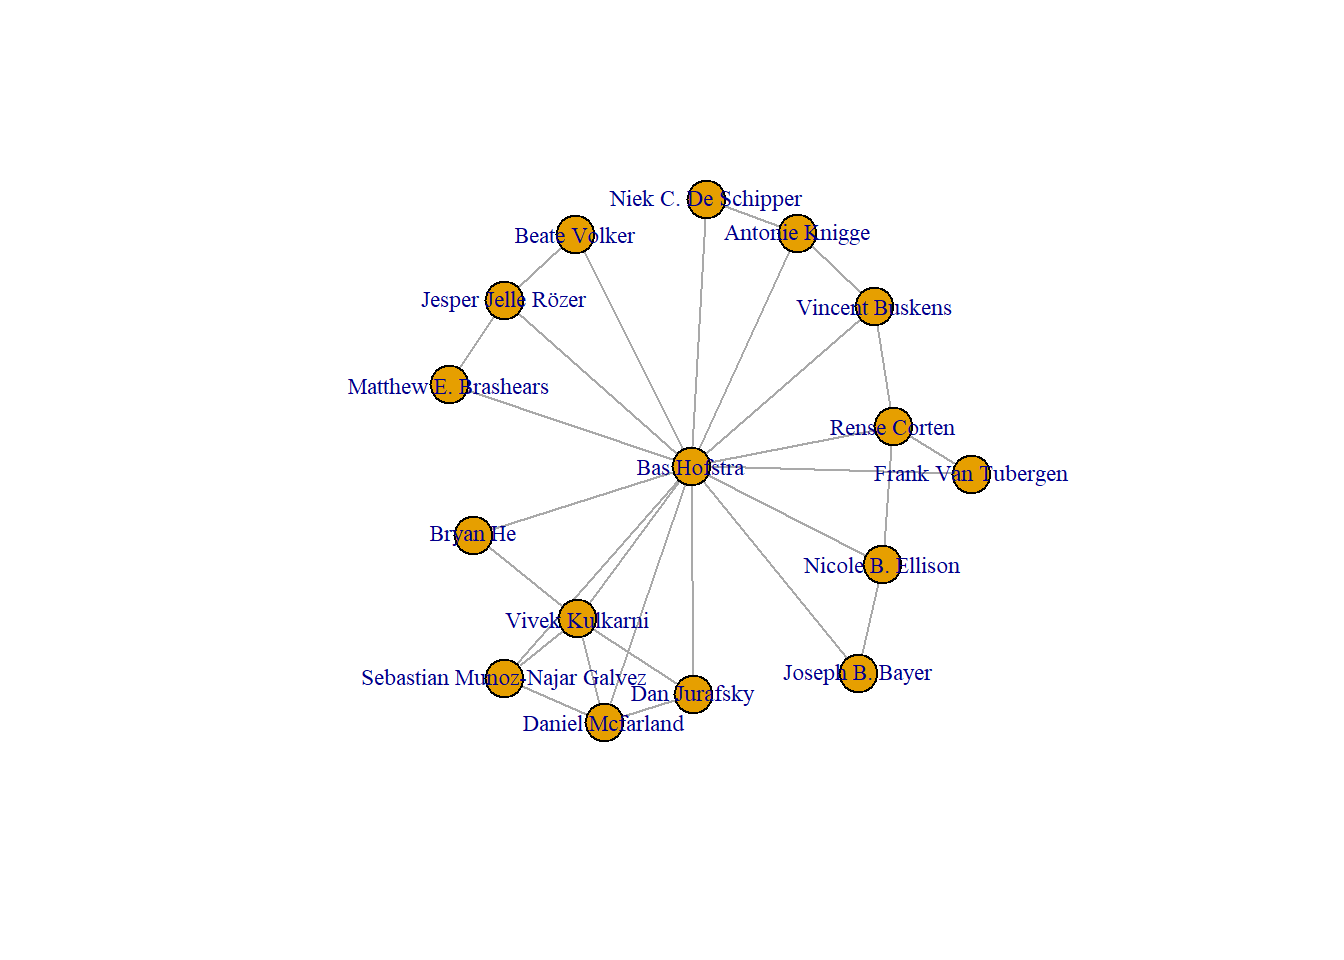 Niek C. De Schipper
Beate Volker
Antonie Knigge
Jesper Jelle Rözer
Vincent Buskens
Matthew E. Brashears
Rense Corten
Bas Hofstra
Frank Van Tubergen
Bryan He
Nicole B. Ellison
Vivek Kulkarni
Joseph B. Bayer
Sebastian Munoz-Najar Galvez
Dan Jurafsky
Daniel Mcfarland